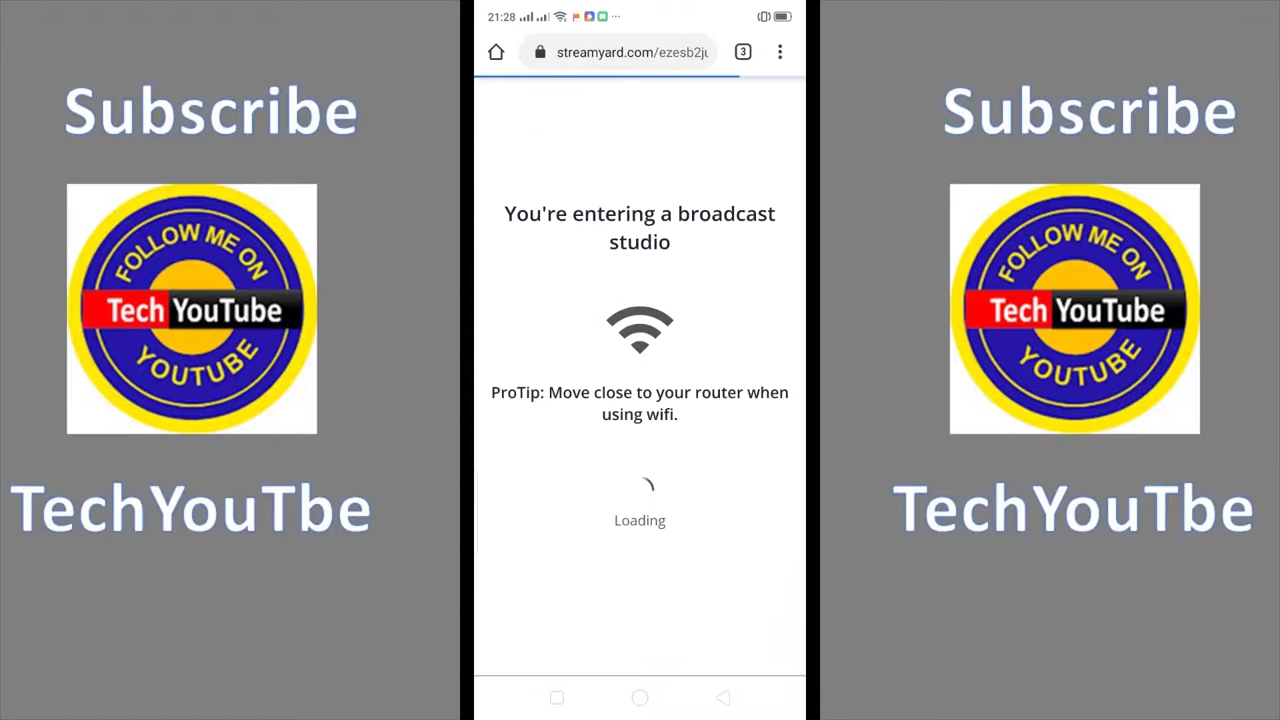 Subscribe
FOLLOW ME ON
Tech YouTube
YOUTUBE
TechYouTbe
21:28
streamyard.com/ezesb2ju
3
You're entering a broadcast
studio
ProTip: Move close to your router when
using wifi.
Loading
Subscribe
FOLLOW ME ON
Tech YouTube
YOUTUBE
TechYouTbe